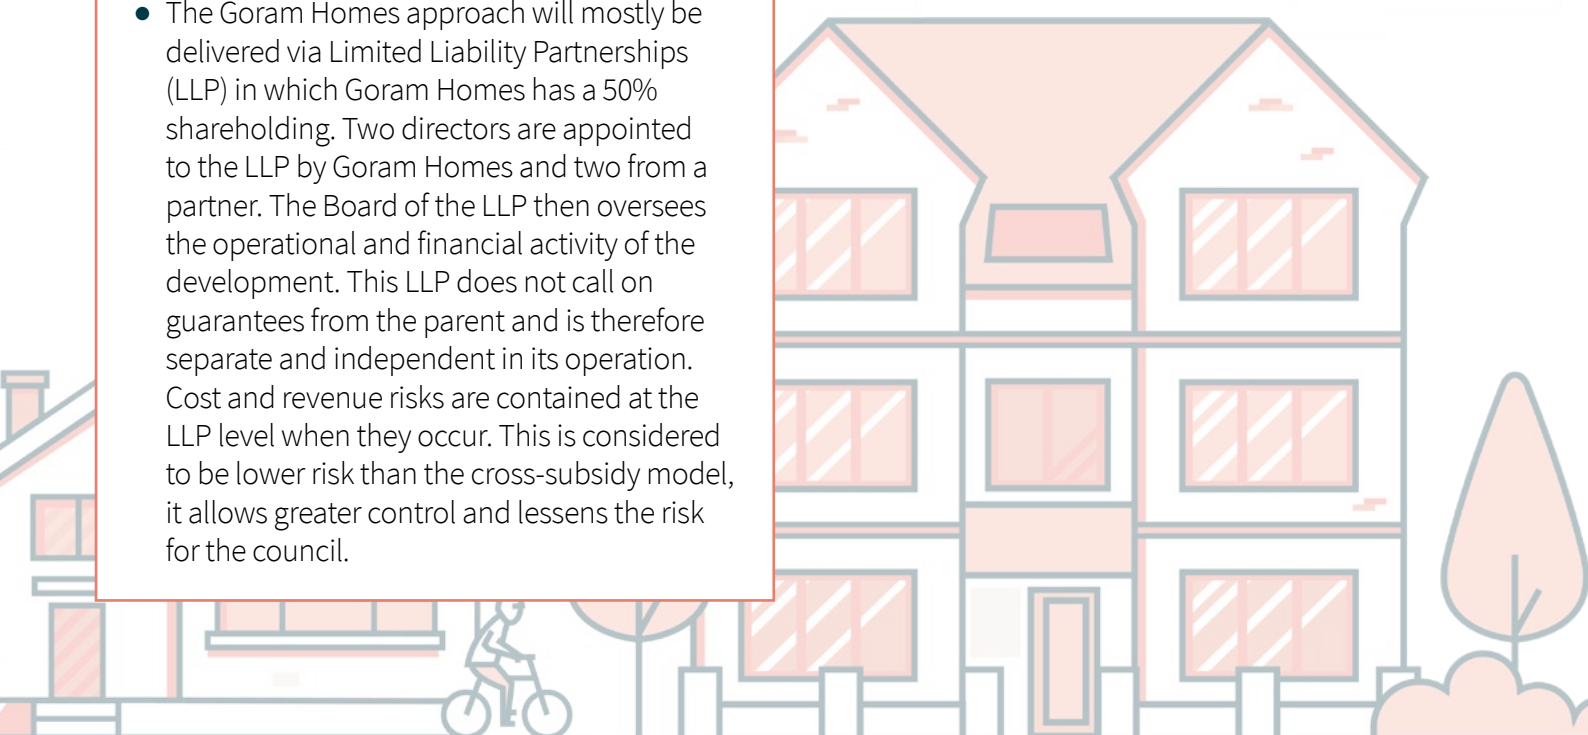 • The Goram Homes approach will mostly be
delivered via Limited Liability Partnerships
(LLP) in which Goram Homes has a 50%
shareholding. Two directors are appointed
to the LLP by Goram Homes and two from a
partner. The Board of the LLP then oversees
the operational and financial activity of the
development. This LLP does not call on
guarantees from the parent and is therefore
separate and independent in its operation.
Cost and revenue risks are contained at the
LLP level when they occur. This is considered
to be lower risk than the cross-subsidy model,
it allows greater control and lessens the risk
for the council.